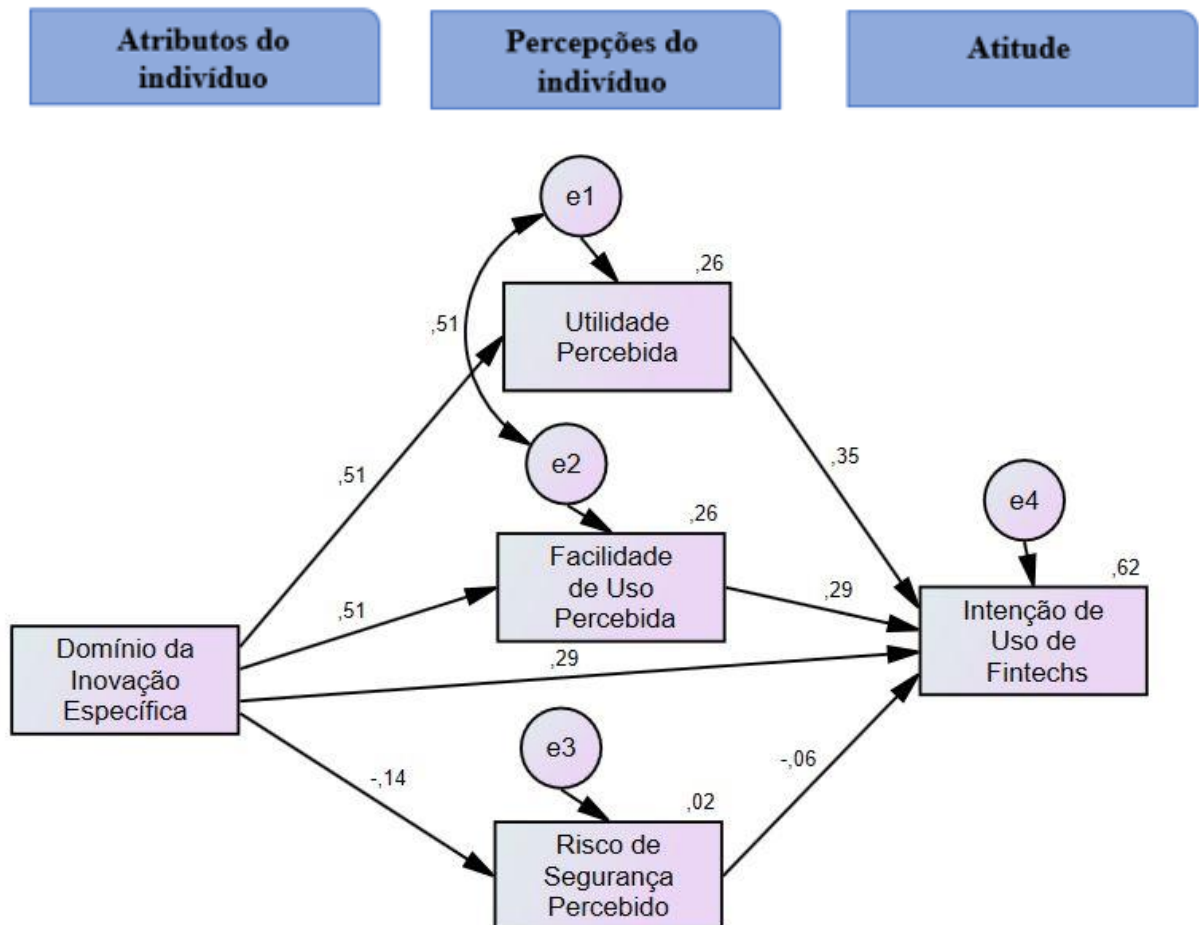 Atributos do
indivíduo
Percepções do
indivíduo
Atitude
e1
,26
Utilidade
Percebida
,51
e2
,35
,51
,26
e4
Facilidade
de Uso
Percebida
,62
,29
,51
Intenção de
Uso de
Fintechs
Domínio da
Inovação
Específica
,29
e3
-,14
-,06
,02
Risco de
Segurança
Percebido